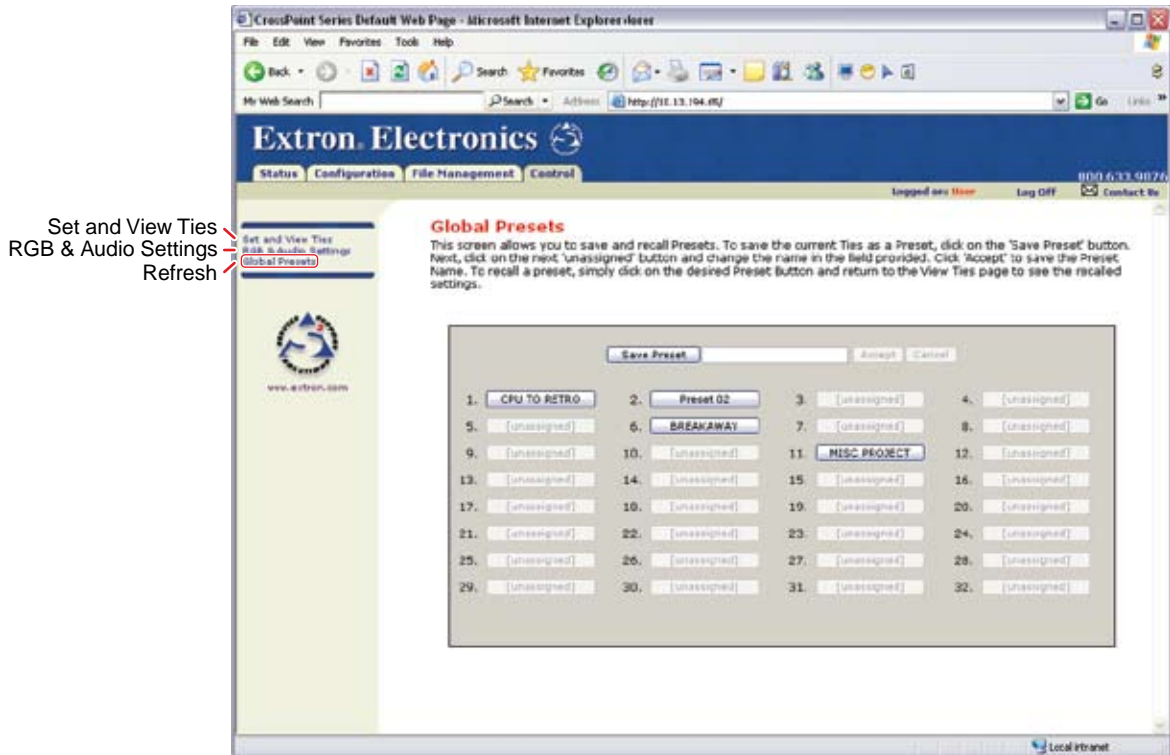 CrossPoint Series Default Web Page - Microsoft Internet Explorer
File Edit View Favorites Tools Help
Back Search Favorites
My Web Search Search Address Go Links
Extron Electronics
Status Configuration File Management Control
800.633.9876
Logged on: User Log Off Contact Us
Set and View Ties
RGB & Audio Settings
Refresh
Set and View Ties
RGB & Audio Settings
Global Presets
www.extron.com
Global Presets
This screen allows you to save and recall Presets. To save the current Ties as a Preset, click on the 'Save Preset' button.
Next, click on the next 'unassigned' button and change the name in the field provided. Click 'Accept' to save the Preset
Name. To recall a preset, simply click on the desired Preset Button and return to the View Ties page to see the recalled
settings.
Save Preset Accept Cancel
1. CPU TO RETRO 2. Preset 02 3. [unassigned] 4. [unassigned]
5. [unassigned] 6. BREAKAWAY 7. [unassigned] 8. [unassigned]
9. [unassigned] 10. [unassigned] 11. MISC PROJECT 12. [unassigned]
13. [unassigned] 14. [unassigned] 15. [unassigned] 16. [unassigned]
17. [unassigned] 18. [unassigned] 19. [unassigned] 20. [unassigned]
21. [unassigned] 22. [unassigned] 23. [unassigned] 24. [unassigned]
25. [unassigned] 26. [unassigned] 27. [unassigned] 28. [unassigned]
29. [unassigned] 30. [unassigned] 31. [unassigned] 32. [unassigned]
Local intranet